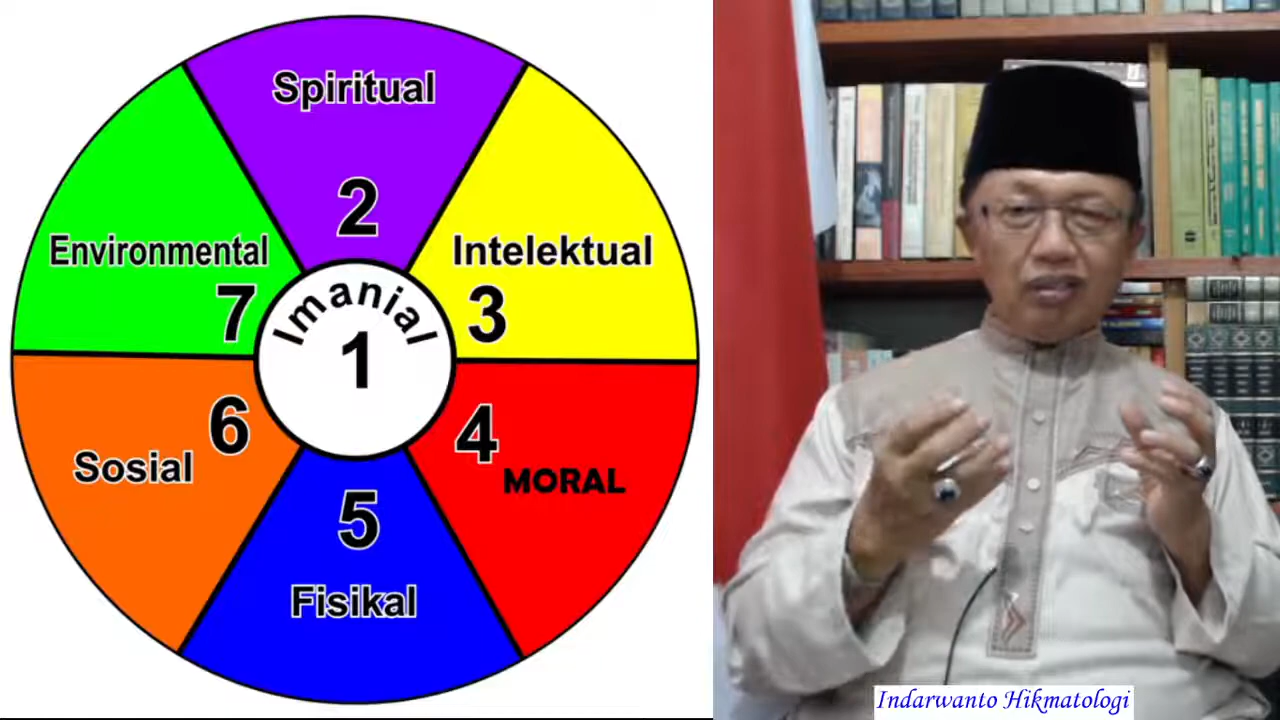 Spiritual
2
Intelektual
3
4
MORAL
5
Fisikal
6
Sosial
Environmental
7
Imanial
1
Indarwanto Hikmatologi